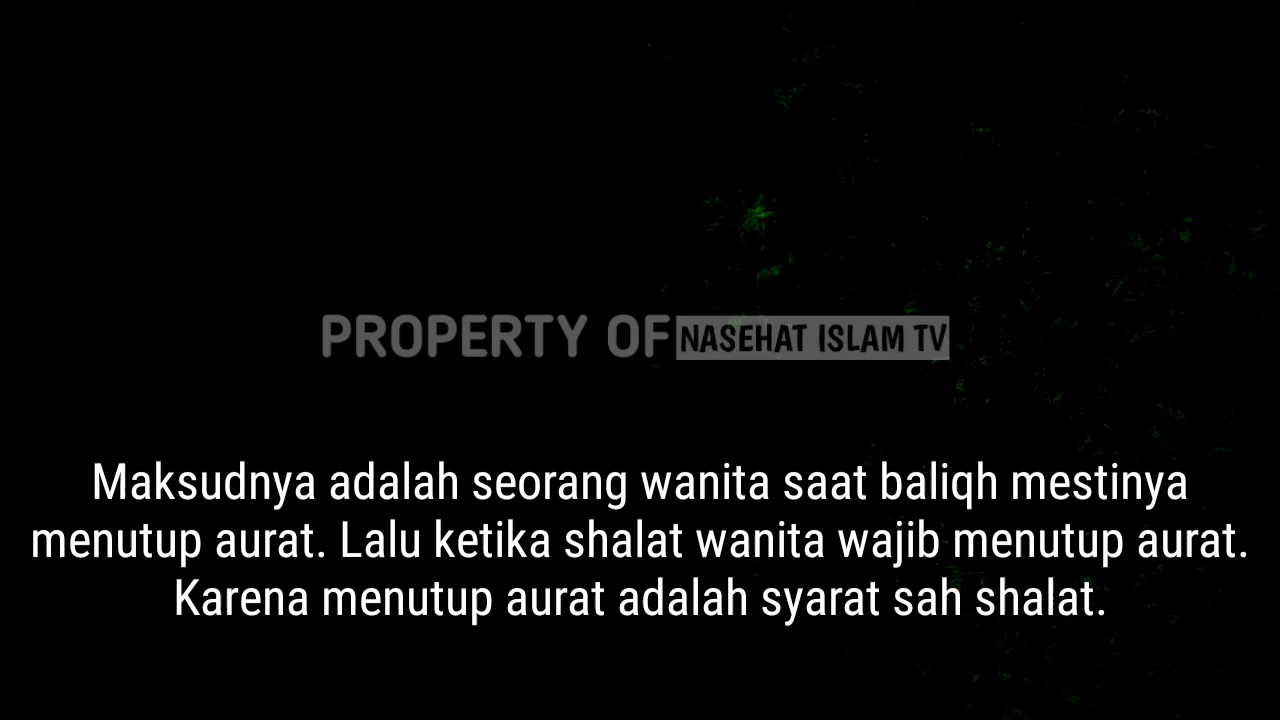 PROPERTY OF NASEHAT ISLAM TV
Maksudnya adalah seorang wanita saat baliqh mestinya
menutup aurat. Lalu ketika shalat wanita wajib menutup aurat.
Karena menutup aurat adalah syarat sah shalat.